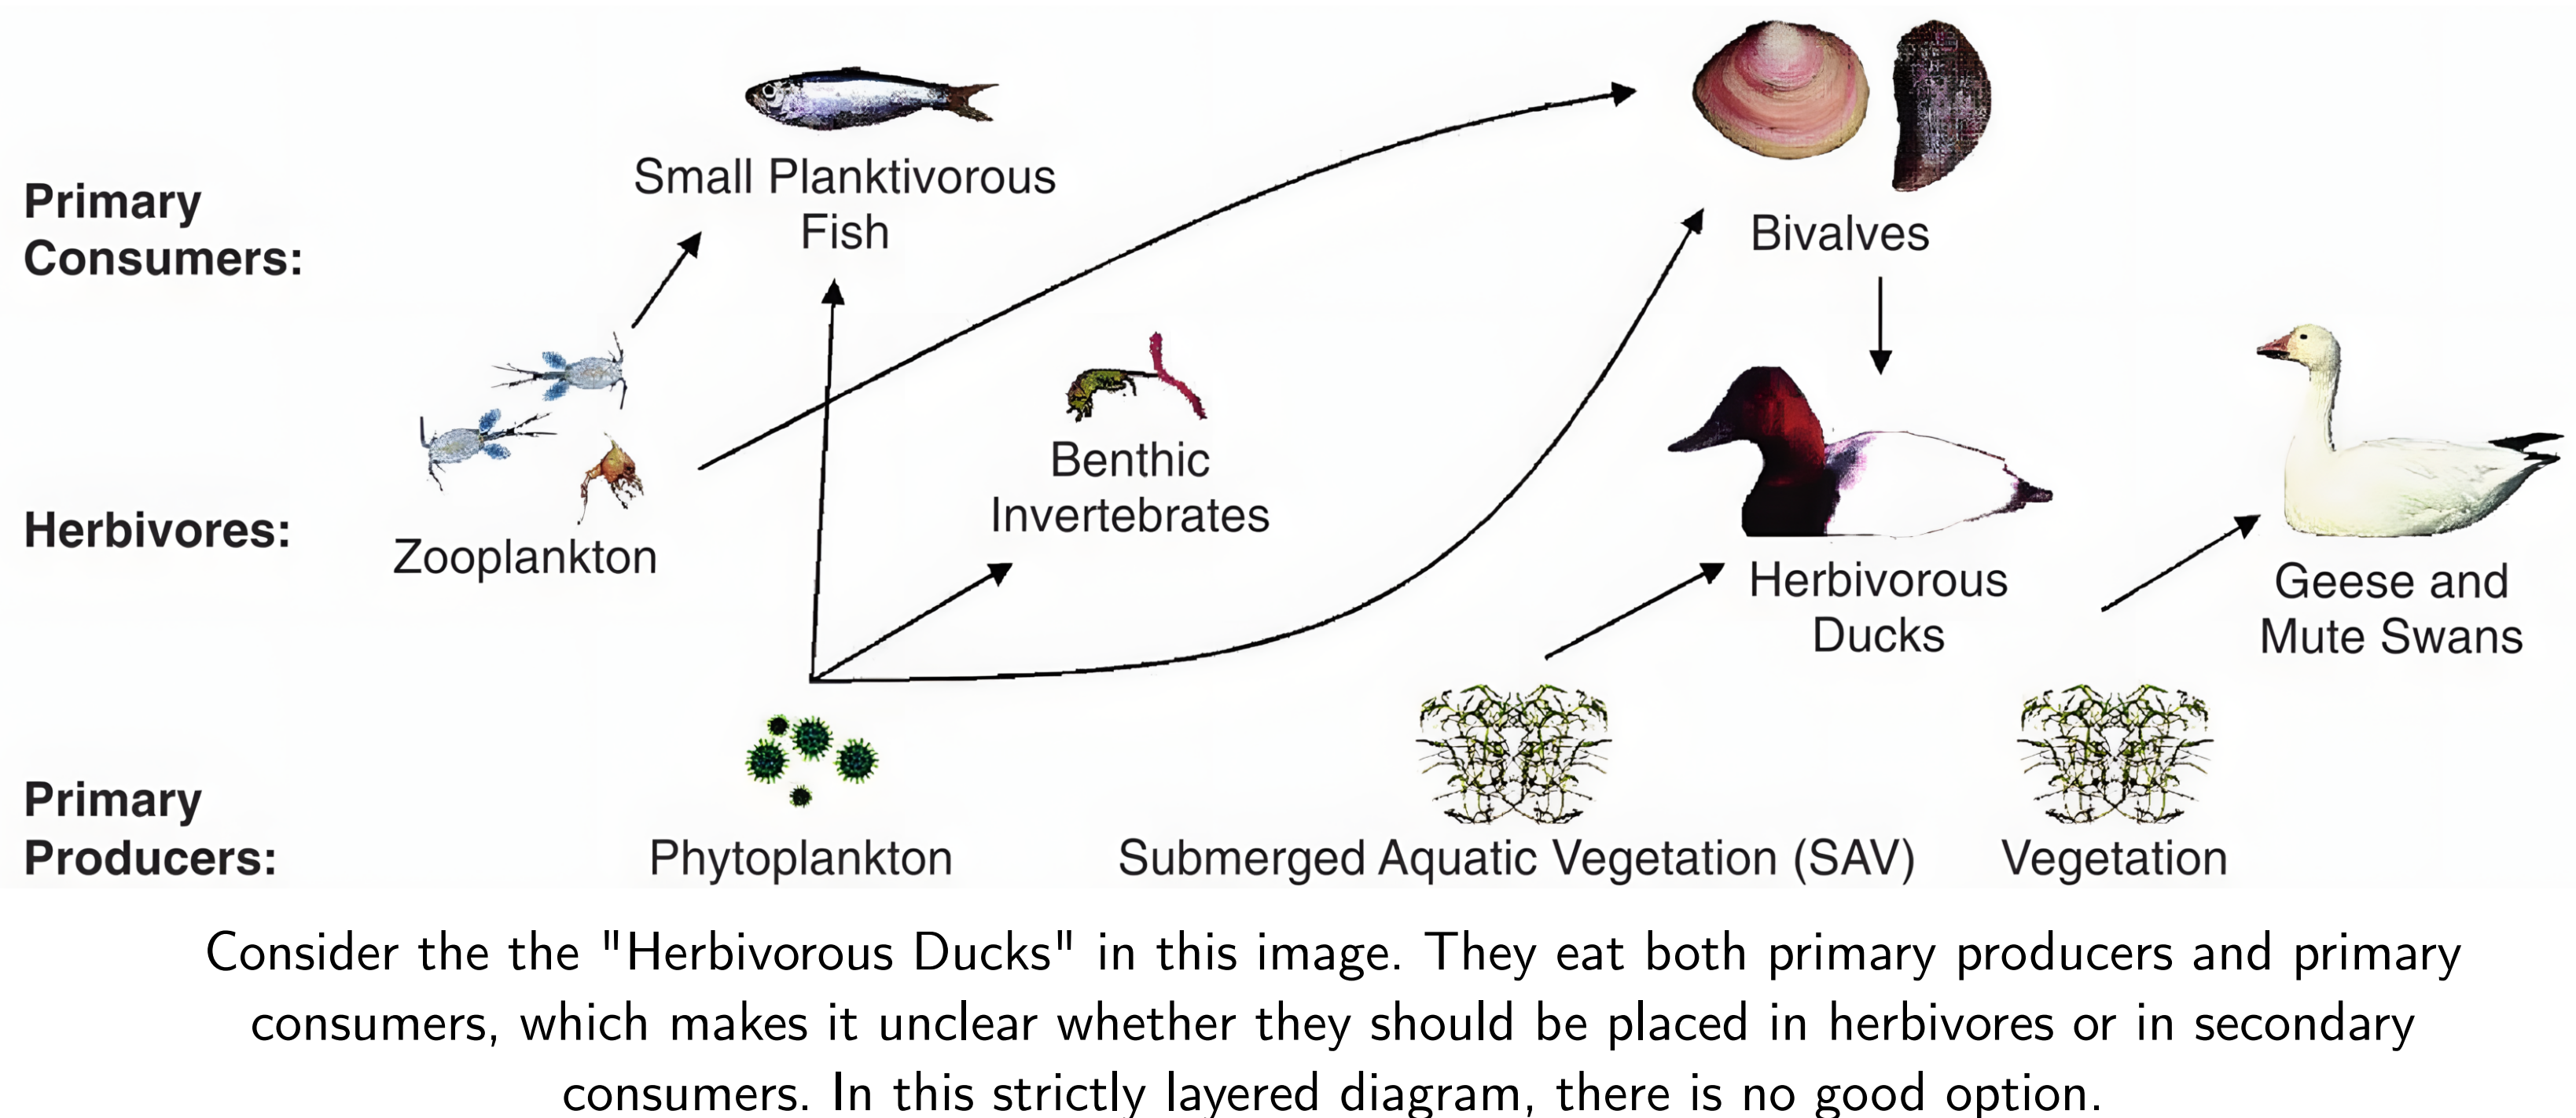 Small Planktivorous
Fish
Primary
Consumers:
Bivalves
Benthic
Invertebrates
Herbivores:
Zooplankton
Herbivorous
Ducks
Geese and
Mute Swans
Primary
Producers:
Phytoplankton
Submerged Aquatic Vegetation (SAV)
Vegetation
Consider the the "Herbivorous Ducks" in this image. They eat both primary producers and primary
consumers, which makes it unclear whether they should be placed in herbivores or in secondary
consumers. In this strictly layered diagram, there is no good option.